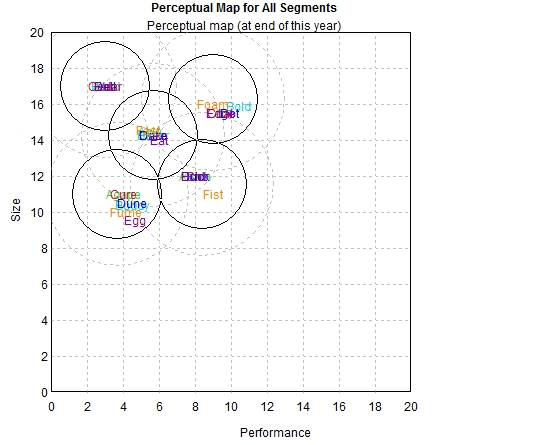 Perceptual Map for All Segments
Perceptual map (at end of this year)
20
18
16
14
12
10
8
6
4
2
0
Foam
Bold
Edge
Dot
Eat
Fist
Cure
Dune
Fume
Egg
Size
0 2 4 6 8 10 12 14 16 18 20
Performance